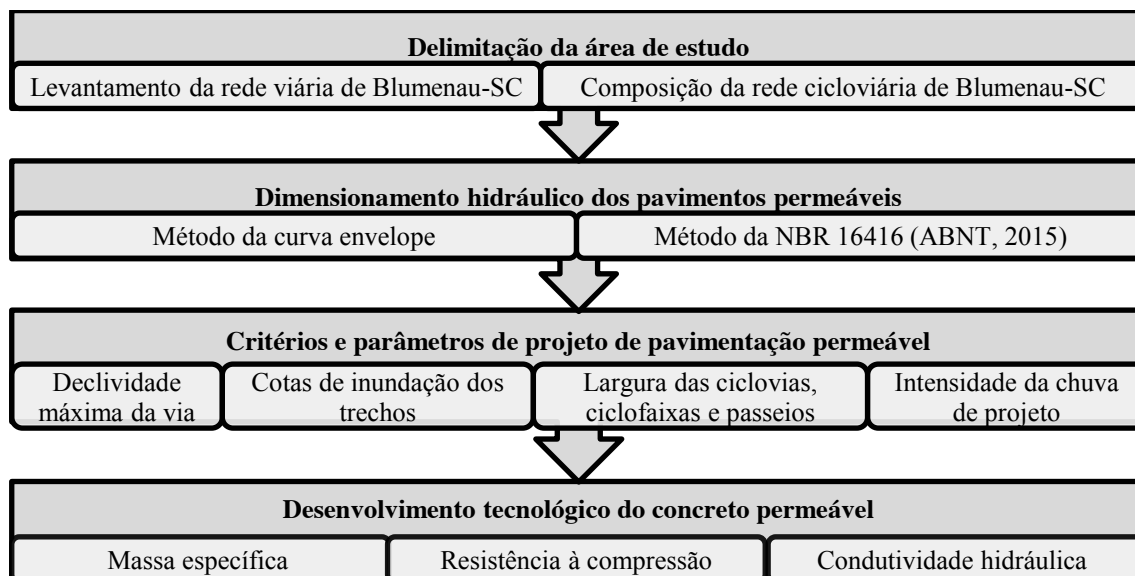 Delimitação da área de estudo
Levantamento da rede viária de Blumenau-SC
Composição da rede cicloviária de Blumenau-SC
Dimensionamento hidráulico dos pavimentos permeáveis
Método da curva envelope
Método da NBR 16416 (ABNT, 2015)
Critérios e parâmetros de projeto de pavimentação permeável
Declividade
máxima da via
Cotas de inundação dos
trechos
Largura das ciclovias,
ciclofaixas e passeios
Intensidade da chuva
de projeto
Desenvolvimento tecnológico do concreto permeável
Massa específica
Resistência à compressão
Condutividade hidráulica